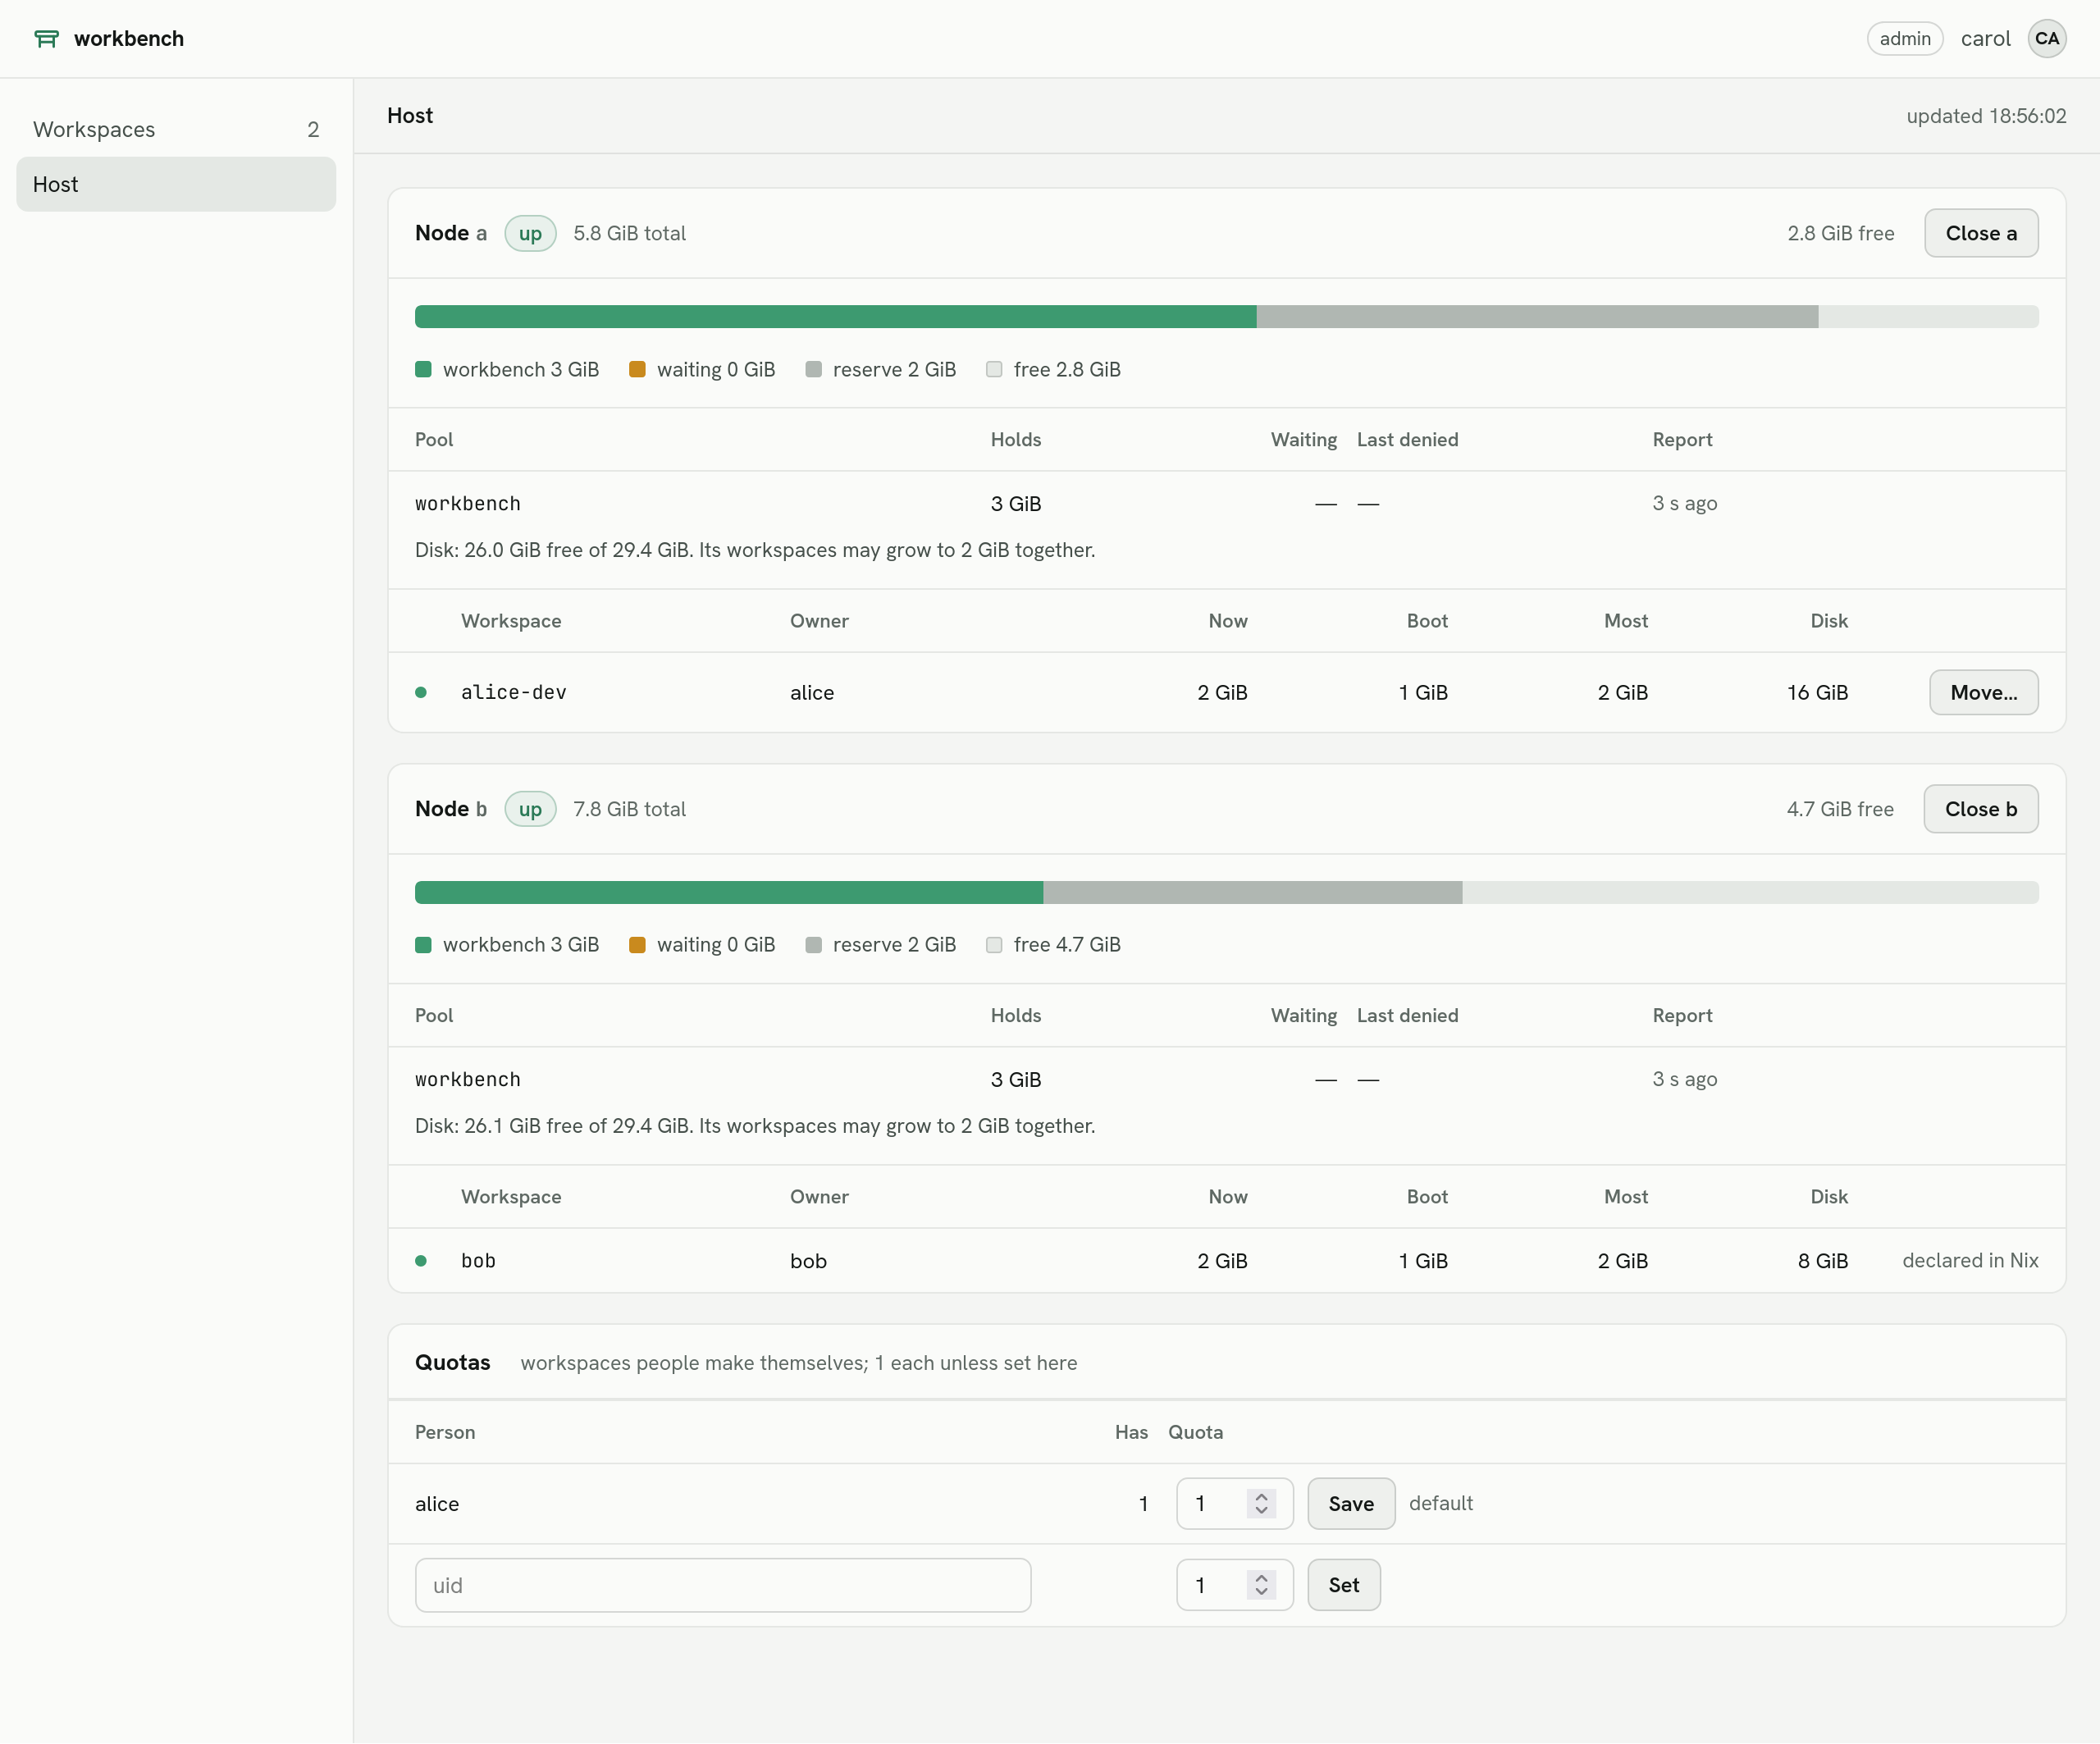 workbench admin carol CA
Workspaces 2
Host
Host updated 18:56:02
Node a up 5.8 GiB total 2.8 GiB free Close a
workbench 3 GiB waiting 0 GiB reserve 2 GiB free 2.8 GiB
Pool Holds Waiting Last denied Report
workbench 3 GiB — — 3 s ago
Disk: 26.0 GiB free of 29.4 GiB. Its workspaces may grow to 2 GiB together.
Workspace Owner Now Boot Most Disk
alice-dev alice 2 GiB 1 GiB 2 GiB 16 GiB Move...
Node b up 7.8 GiB total 4.7 GiB free Close b
workbench 3 GiB waiting 0 GiB reserve 2 GiB free 4.7 GiB
Pool Holds Waiting Last denied Report
workbench 3 GiB — — 3 s ago
Disk: 26.1 GiB free of 29.4 GiB. Its workspaces may grow to 2 GiB together.
Workspace Owner Now Boot Most Disk
bob bob 2 GiB 1 GiB 2 GiB 8 GiB declared in Nix
Quotas workspaces people make themselves; 1 each unless set here
Person Has Quota
alice 1 1 Save default
uid 1 Set